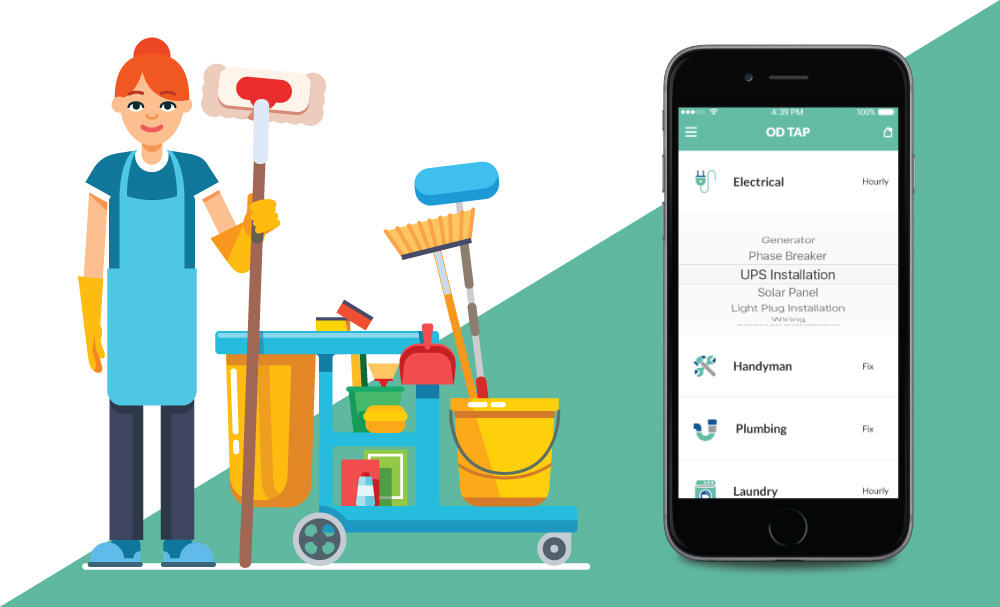 4:39 PM
100%
OD TAP
Electrical
Hourly
Generator
Phase Breaker
UPS Installation
Solar Panel
Light Plug Installation
Wiring
Handyman
Fix
Plumbing
Fix
Laundry
Hourly